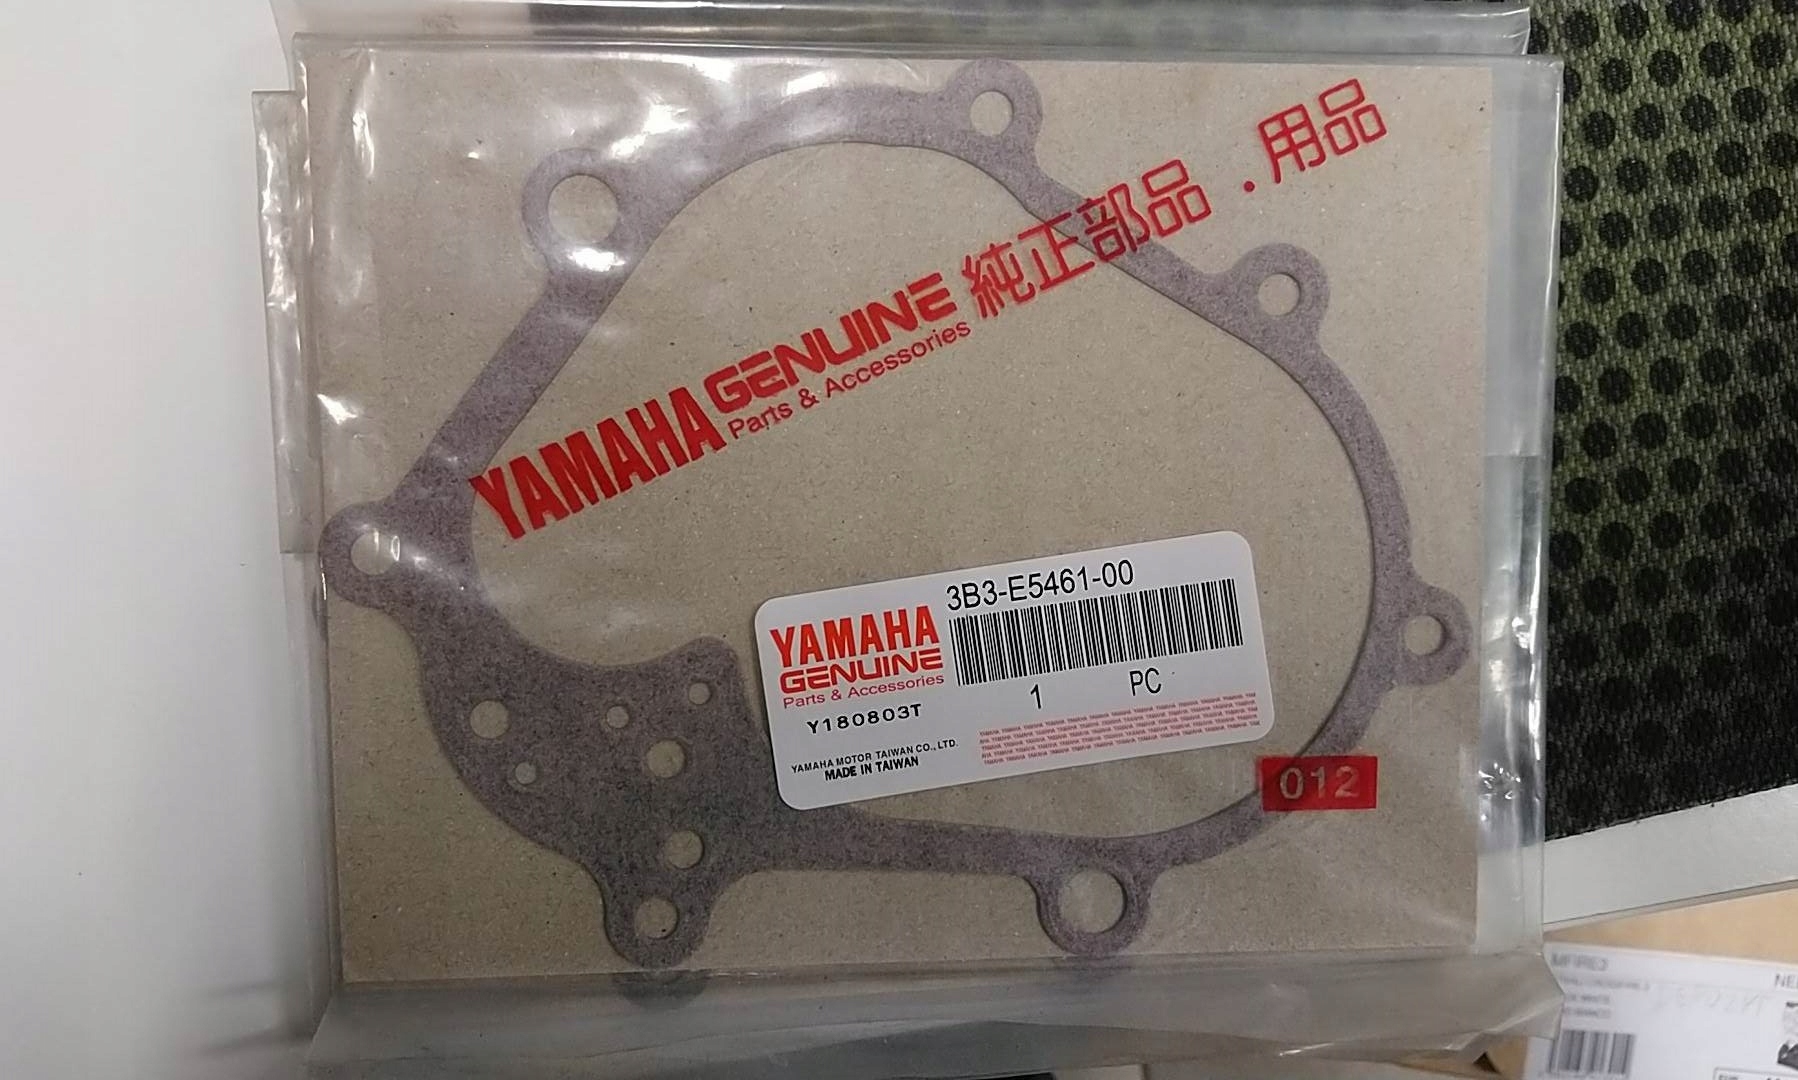 YAMAHA GENUINE 純正部品．用品
Parts & Accessories
3B3-E5461-00
YAMAHA
GENUINE
Parts & Accessories
1 PC
Y180803T
YAMAHA MOTOR TAIWAN CO., LTD.
MADE IN TAIWAN
012